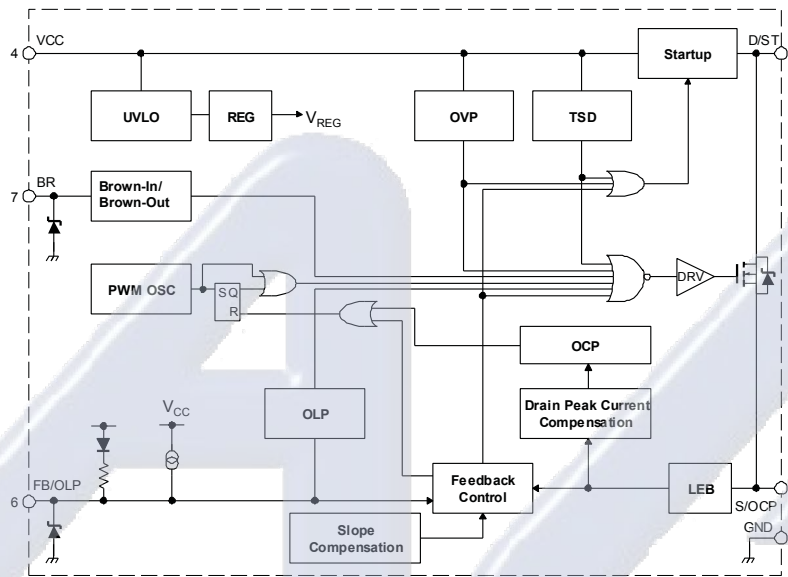 4 VCC
D/ST
Startup
UVLO
REG
VREG
OVP
TSD
7 BR
Brown-In/
Brown-Out
PWM OSC
S Q
R
DRV
OCP
OLP
Drain Peak Current
Compensation
VCC
6 FB/OLP
Feedback
Control
LEB
S/OCP
Slope
Compensation
GND